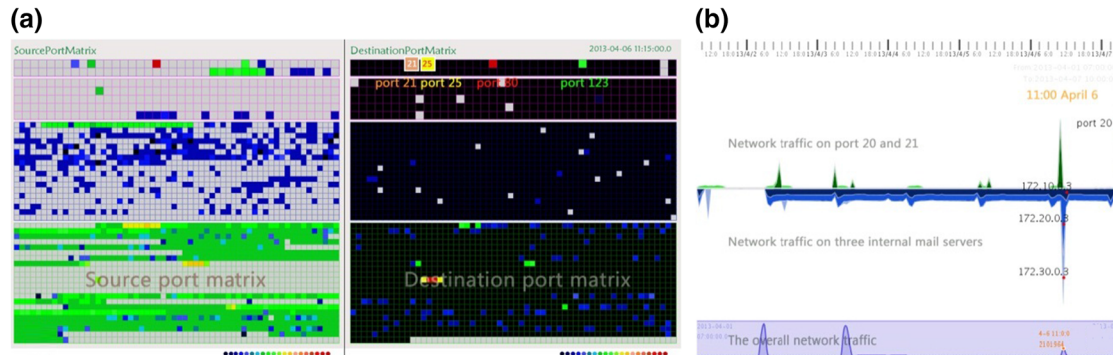 (a)
SourcePortMatrix
DestinationPortMatrix
2013-04-06 11:15:00.0
21
25
port 21 port 25 port 80 port 123
Source port matrix
Destination port matrix
(b)
11:00 April 6
port 20
Network traffic on port 20 and 21
172.10.0.3
172.20.0.3
Network traffic on three internal mail servers
172.30.0.3
The overall network traffic